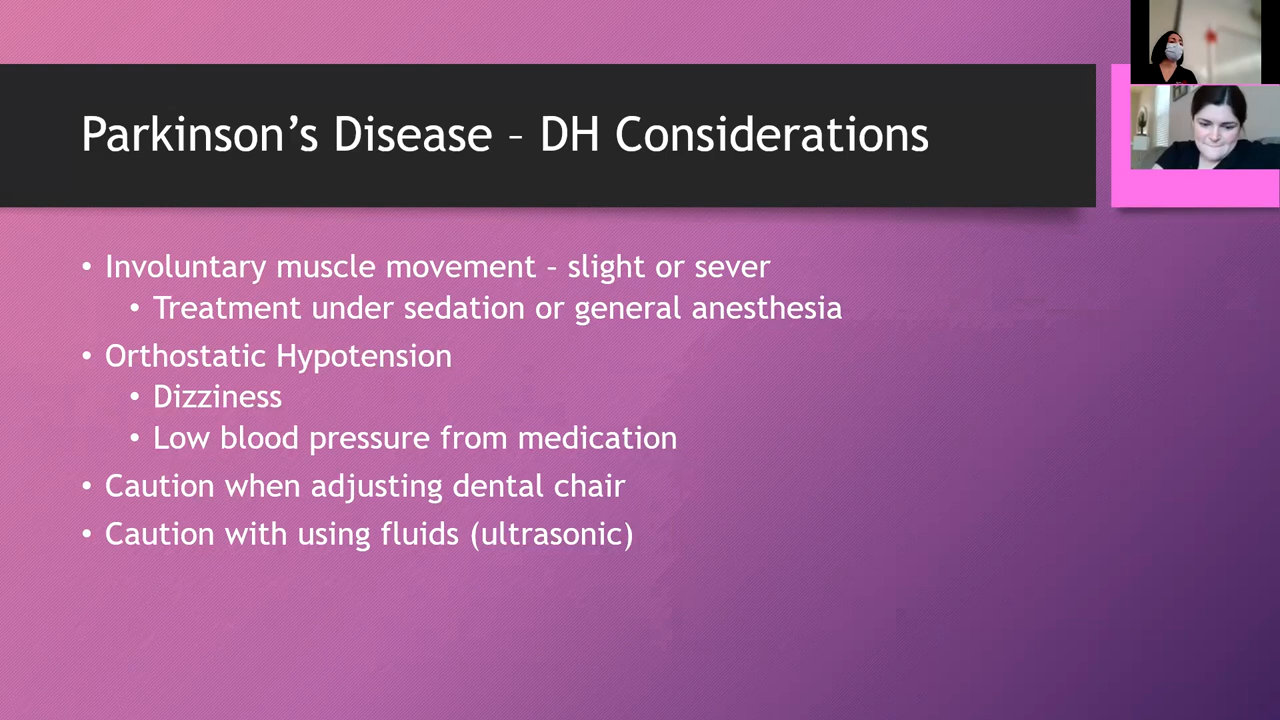 Parkinson’s Disease – DH Considerations
• Involuntary muscle movement – slight or sever
• Treatment under sedation or general anesthesia
• Orthostatic Hypotension
• Dizziness
• Low blood pressure from medication
• Caution when adjusting dental chair
• Caution with using fluids (ultrasonic)